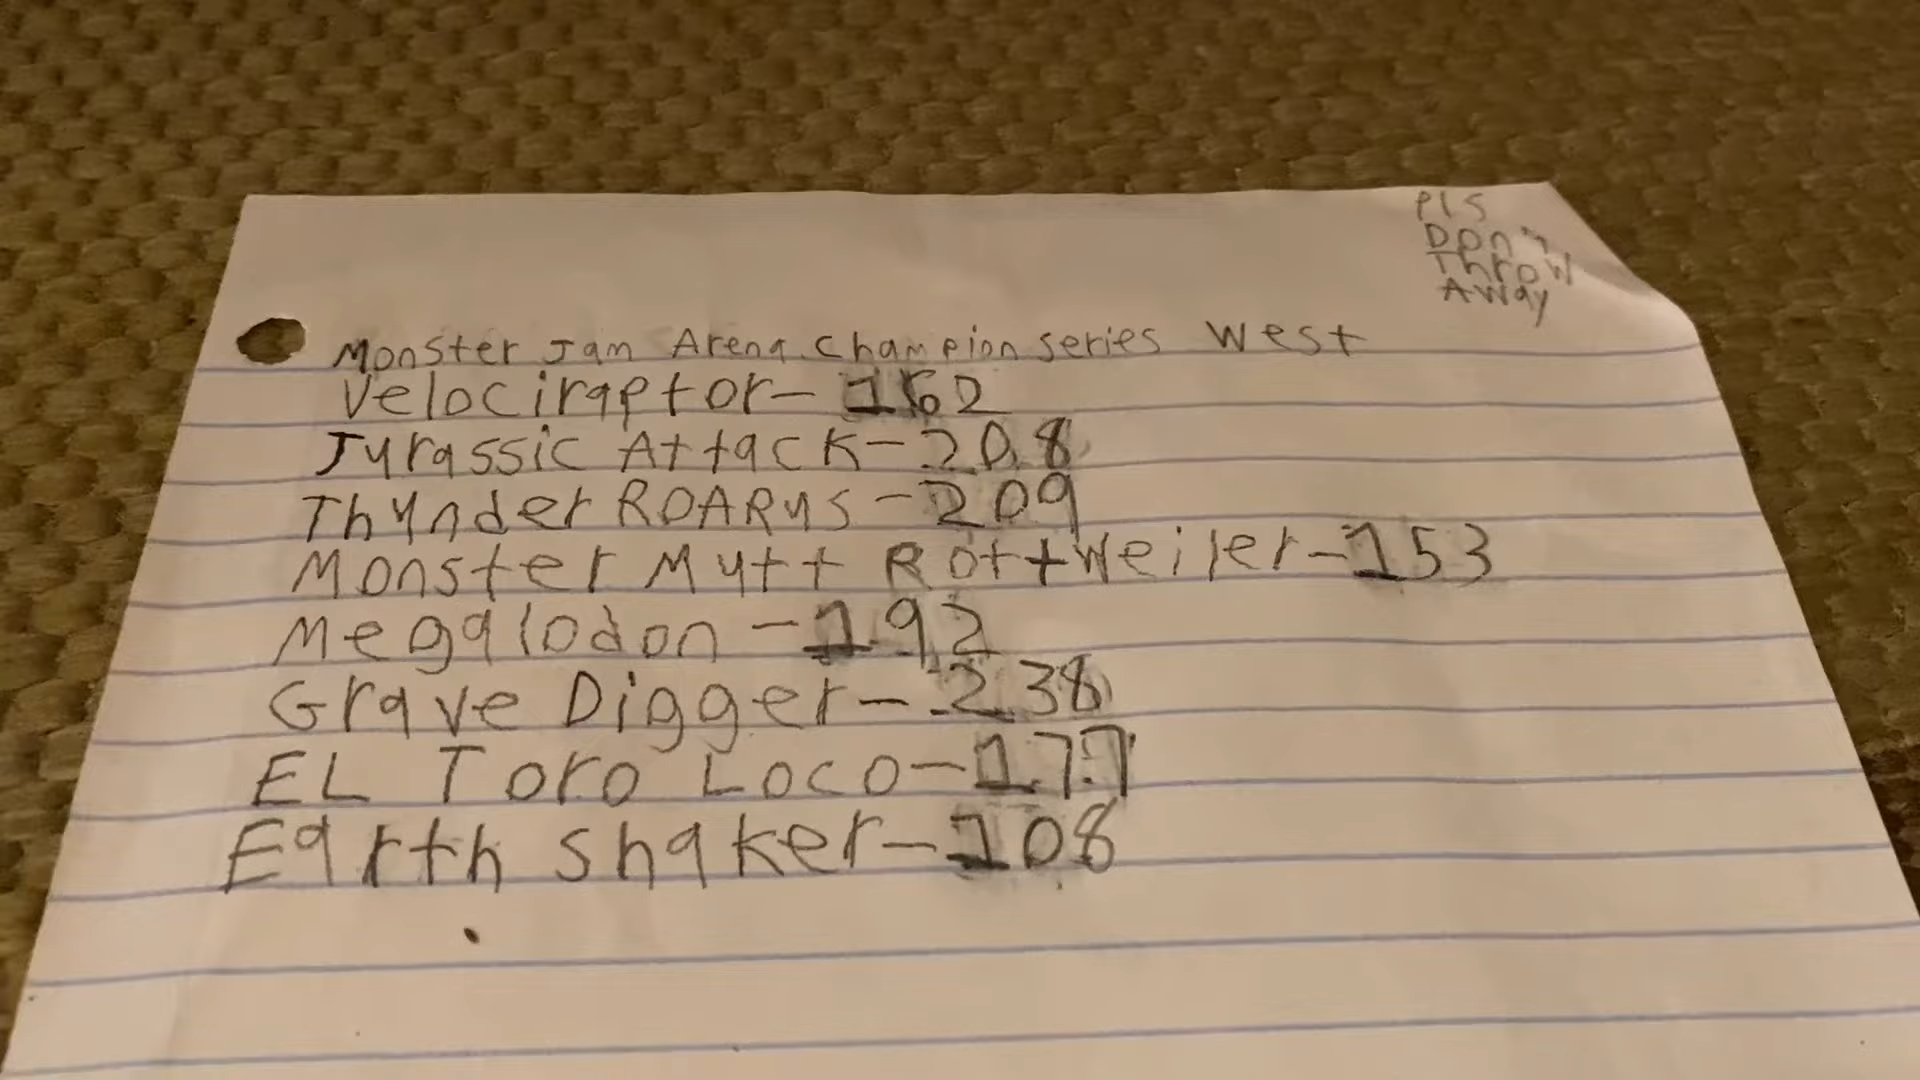 Pls
Don't
Throw
Away
Monster Jam Arena Champion series West
Velociraptor- 162
Jurassic Attack-208
Thunder ROARus -209
Monster Mutt Rottweiler-153
Megalodon -192
Grave Digger-238
EL Toro Loco-177
Earth shaker-108